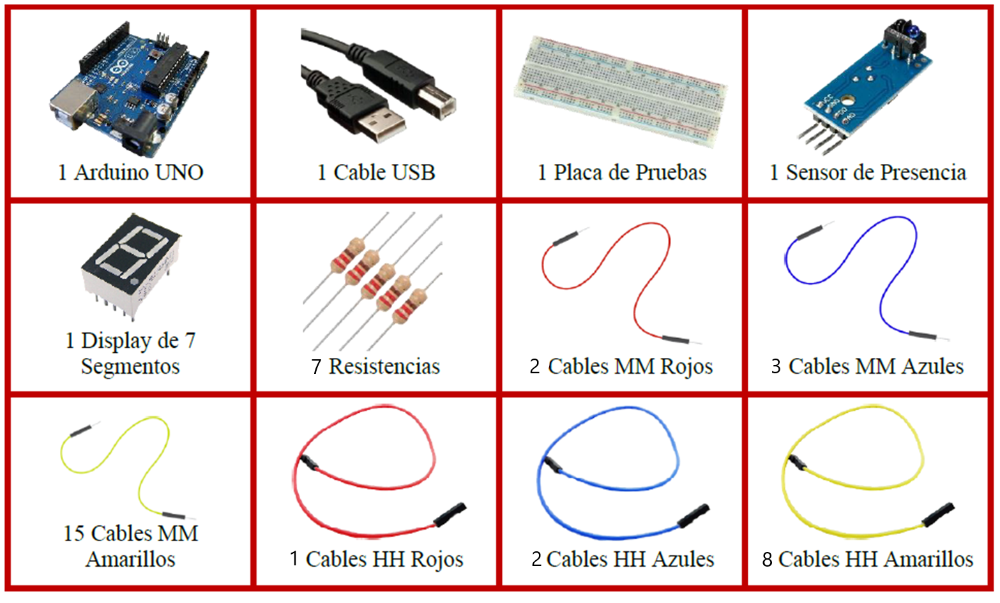 1 Arduino UNO
1 Cable USB
1 Placa de Pruebas
1 Sensor de Presencia
1 Display de 7
Segmentos
7 Resistencias
2 Cables MM Rojos
3 Cables MM Azules
15 Cables MM
Amarillos
1 Cables HH Rojos
2 Cables HH Azules
8 Cables HH Amarillos